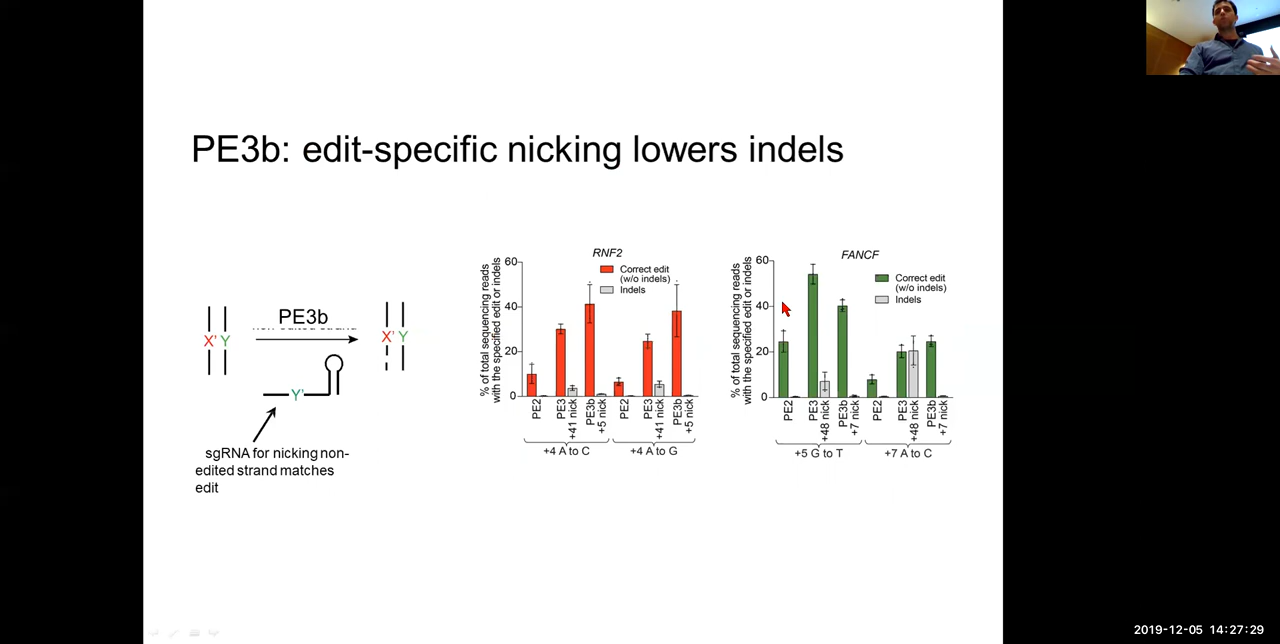 PE3b: edit-specific nicking lowers indels
PE3b
X' Y
X' Y
Y'
sgRNA for nicking non-
edited strand matches
edit
RNF2
% of total sequencing reads
with the specified edit or indels
60
40
20
0
Correct edit
(w/o indels)
Indels
PE2
PE3
+41 nick
PE3b
+5 nick
PE2
PE3
+41 nick
PE3b
+5 nick
+4 A to C
+4 A to G
FANCF
% of total sequencing reads
with the specified edit or indels
60
40
20
0
Correct edit
(w/o indels)
Indels
PE2
PE3
+48 nick
PE3b
+7 nick
PE2
PE3
+48 nick
PE3b
+7 nick
+5 G to T
+7 A to C
2019-12-05 14:27:29